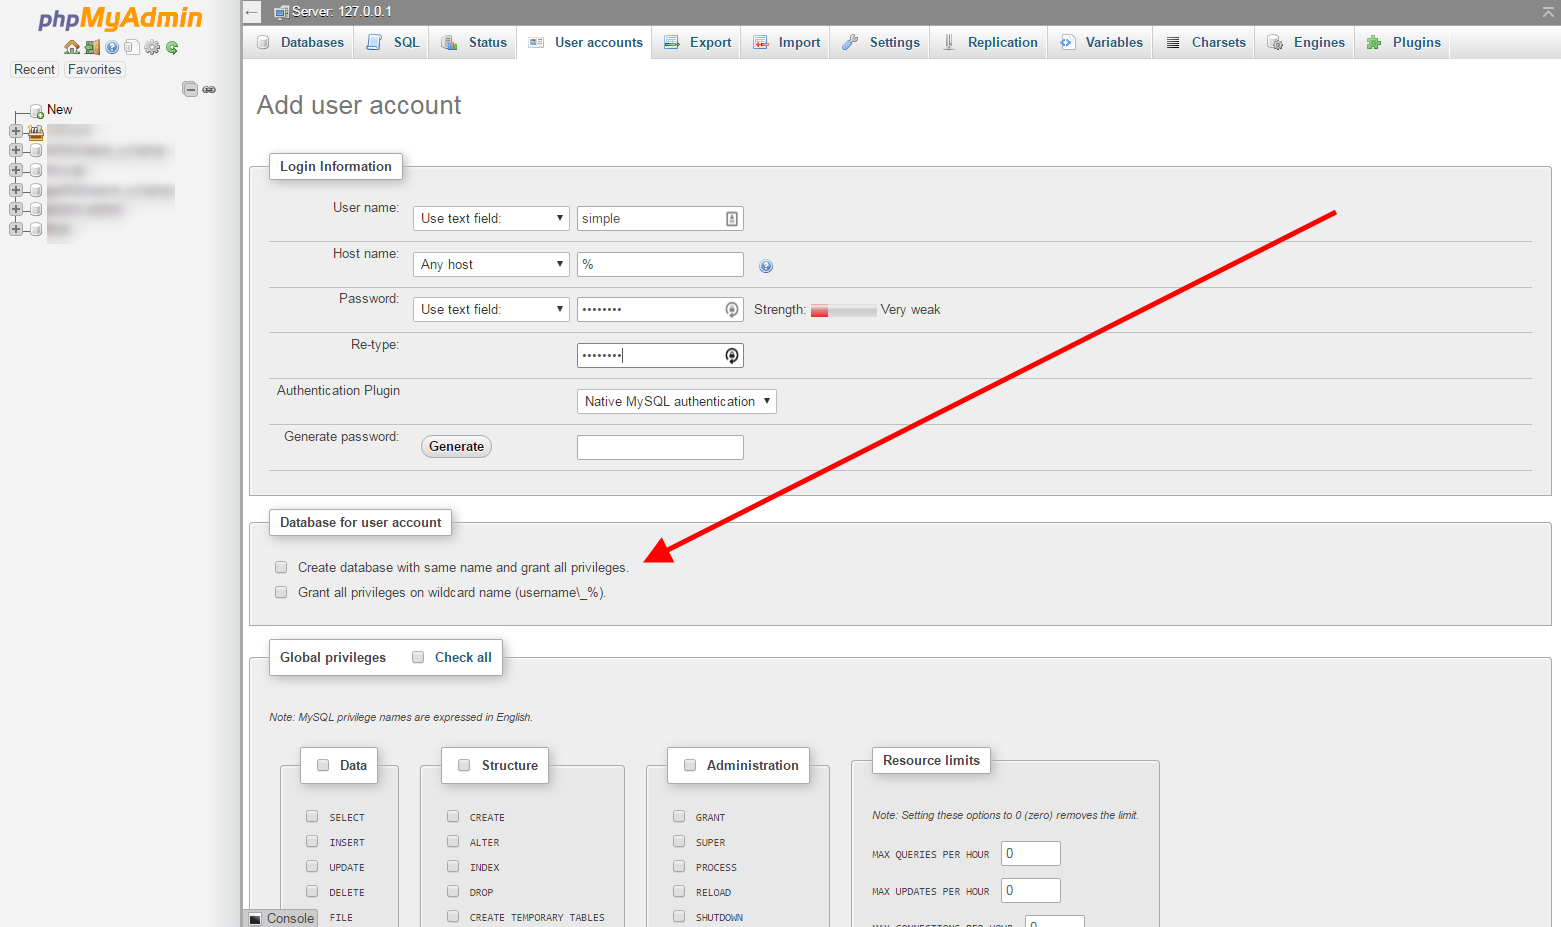 phpMyAdmin
Recent Favorites
New
Server: 127.0.0.1
Databases SQL Status User accounts Export Import Settings Replication Variables Charsets Engines Plugins
Add user account
Login Information
User name: Use text field: simple
Host name: Any host %
Password: Use text field: •••••••• Strength: Very weak
Re-type: ••••••••
Authentication Plugin Native MySQL authentication
Generate password: Generate
Database for user account
Create database with same name and grant all privileges.
Grant all privileges on wildcard name (username\_%).
Global privileges Check all
Note: MySQL privilege names are expressed in English.
Data
SELECT
INSERT
UPDATE
DELETE
FILE
Structure
CREATE
ALTER
INDEX
DROP
CREATE TEMPORARY TABLES
Administration
GRANT
SUPER
PROCESS
RELOAD
SHUTDOWN
Resource limits
Note: Setting these options to 0 (zero) removes the limit.
MAX QUERIES PER HOUR 0
MAX UPDATES PER HOUR 0
MAX CONNECTIONS PER HOUR 0
Console